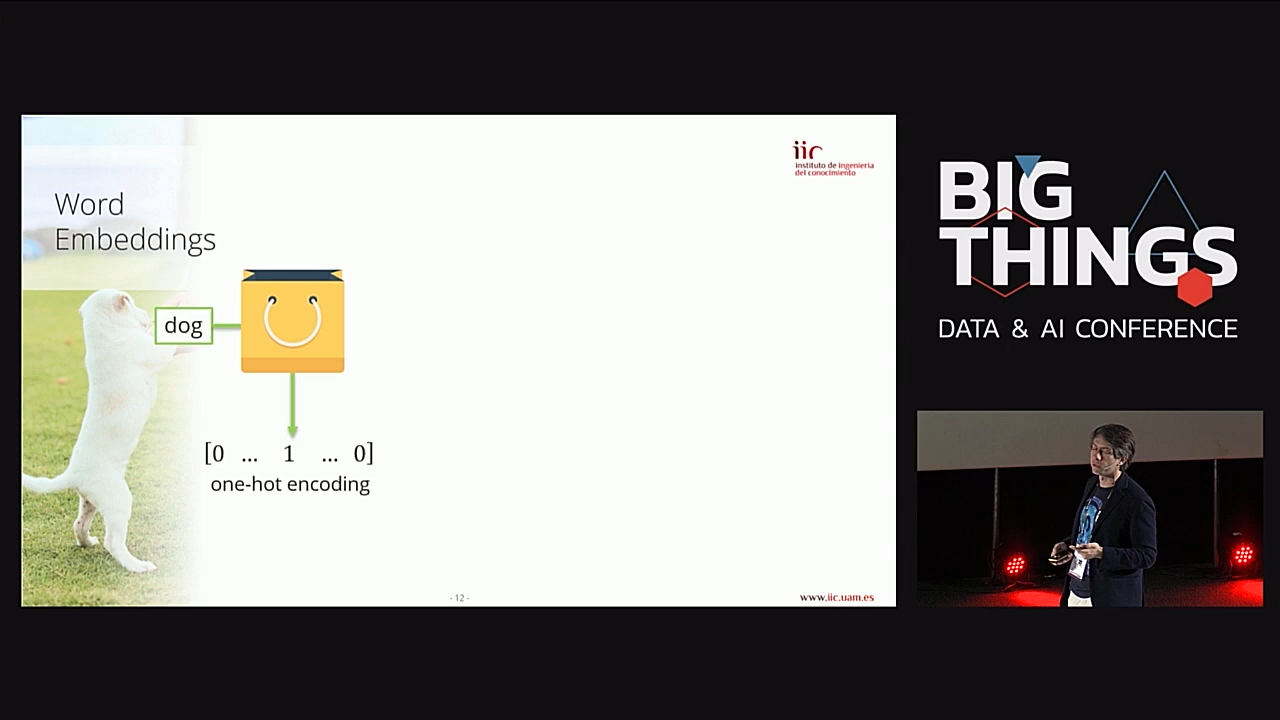 Word
Embeddings
iic
instituto de ingeniería
del conocimiento
dog
[0 ... 1 ... 0]
one-hot encoding
- 12 -
www.iic.uam.es
BIG
THINGS
DATA & AI CONFERENCE